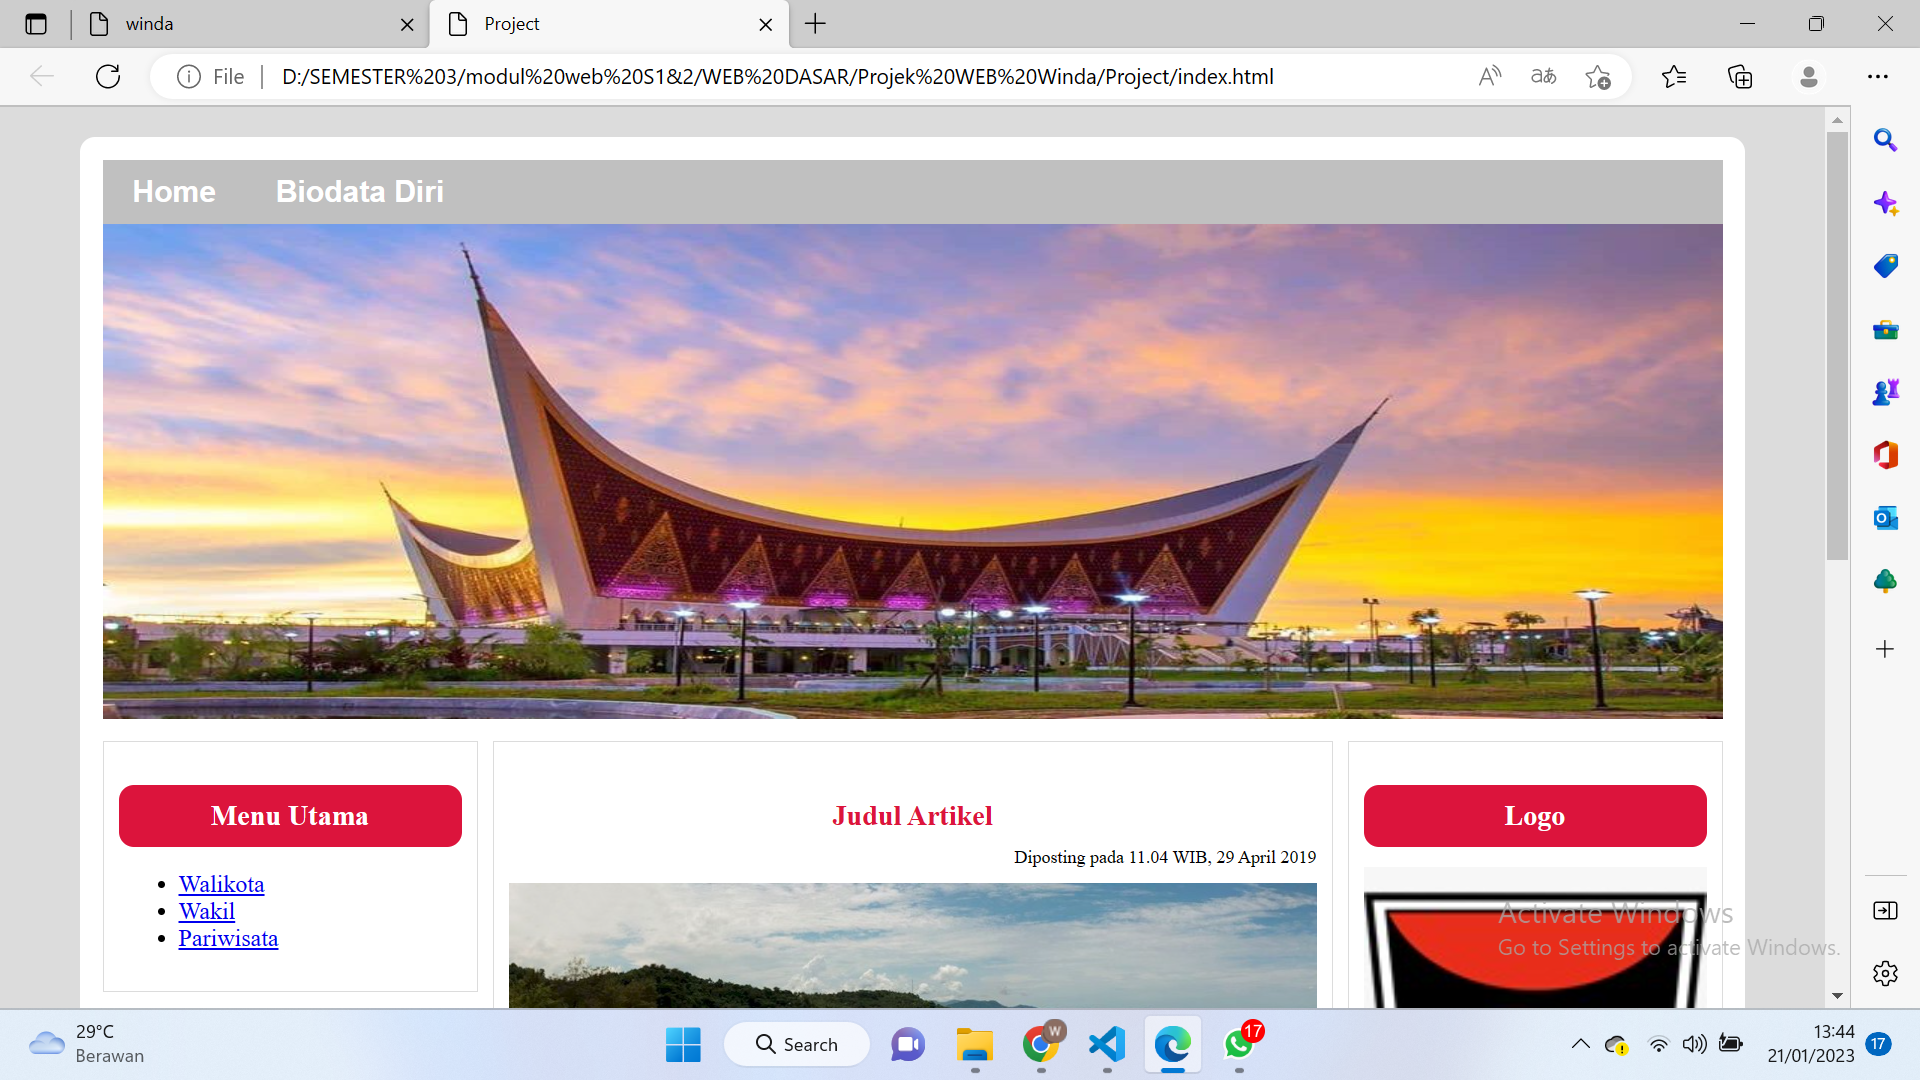 winda
Project
File
D:/SEMESTER%203/modul%20web%20S1&2/WEB%20DASAR/Projek%20WEB%20Winda/Project/index.html
Home
Biodata Diri
Menu Utama
Walikota
Wakil
Pariwisata
Judul Artikel
Diposting pada 11.04 WIB, 29 April 2019
Logo
Activate Windows
Go to Settings to activate Windows.
29°C
Berawan
Search
W
17
13:44
21/01/2023
17